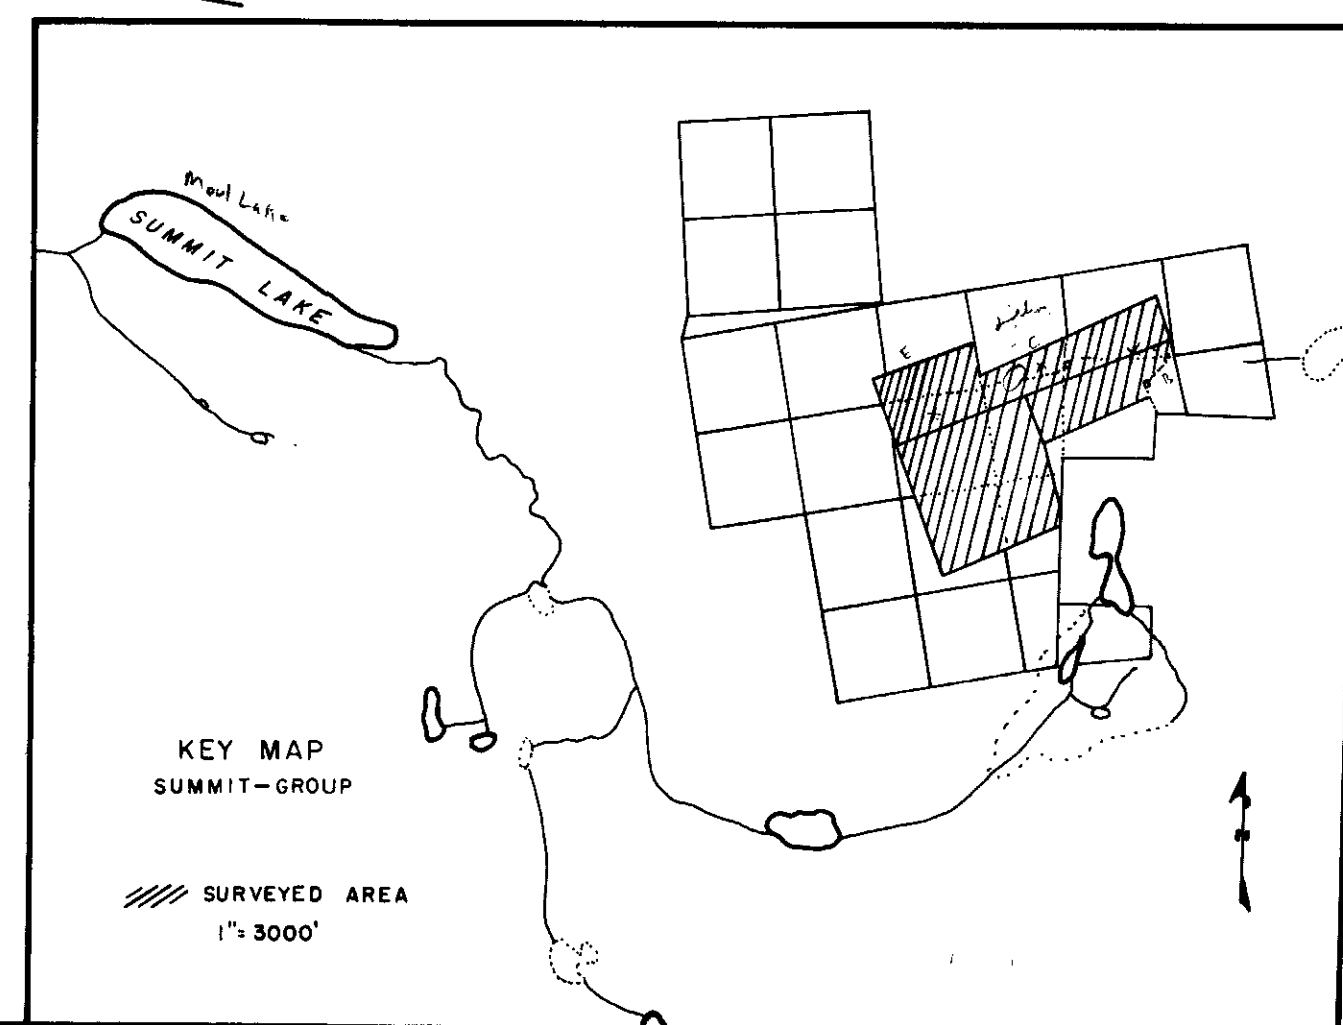 Moul Lake
SUMMIT LAKE
E
C
B
KEY MAP
SUMMIT-GROUP
SURVEYED AREA
1"= 3000'